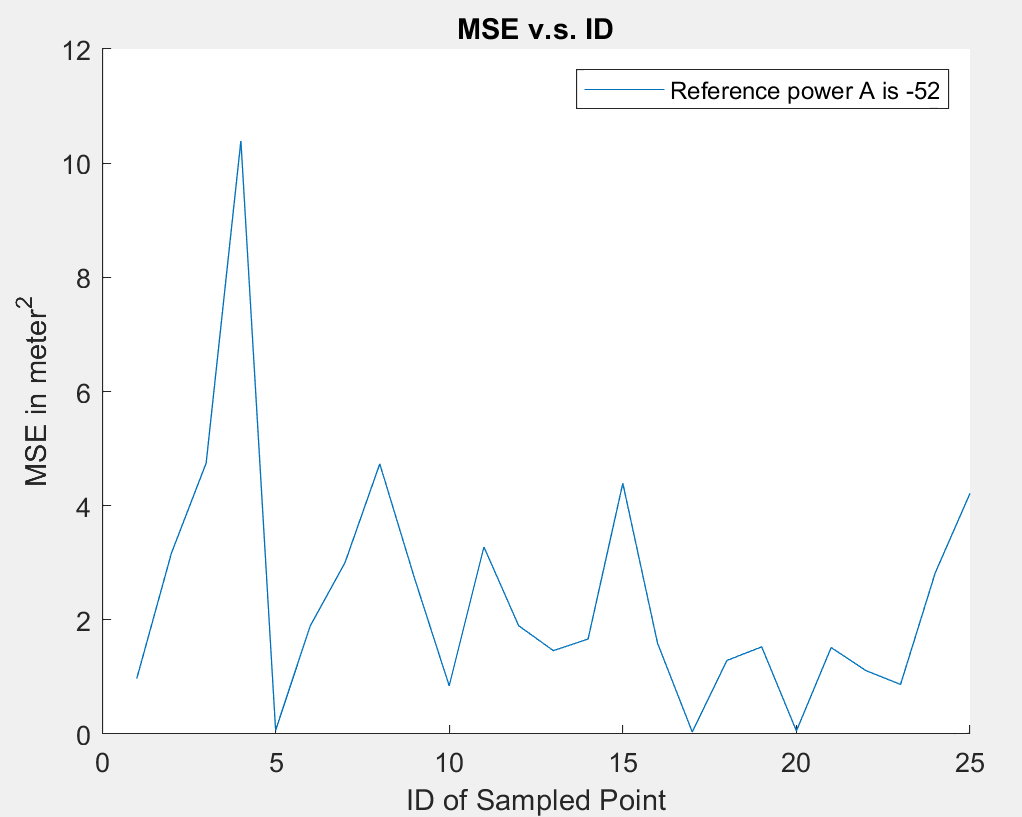 MSE v.s. ID
Reference power A is -52
12
10
8
6
4
2
0
MSE in meter²
0 5 10 15 20 25
ID of Sampled Point